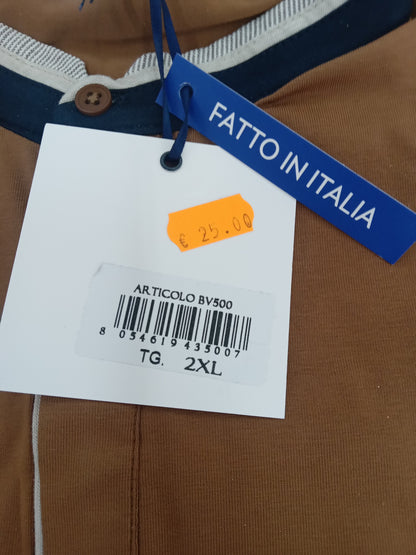 FATTO IN ITALIA
€ 25.00
ARTICOLO BV500
8 054619 435007
TG. 2XL